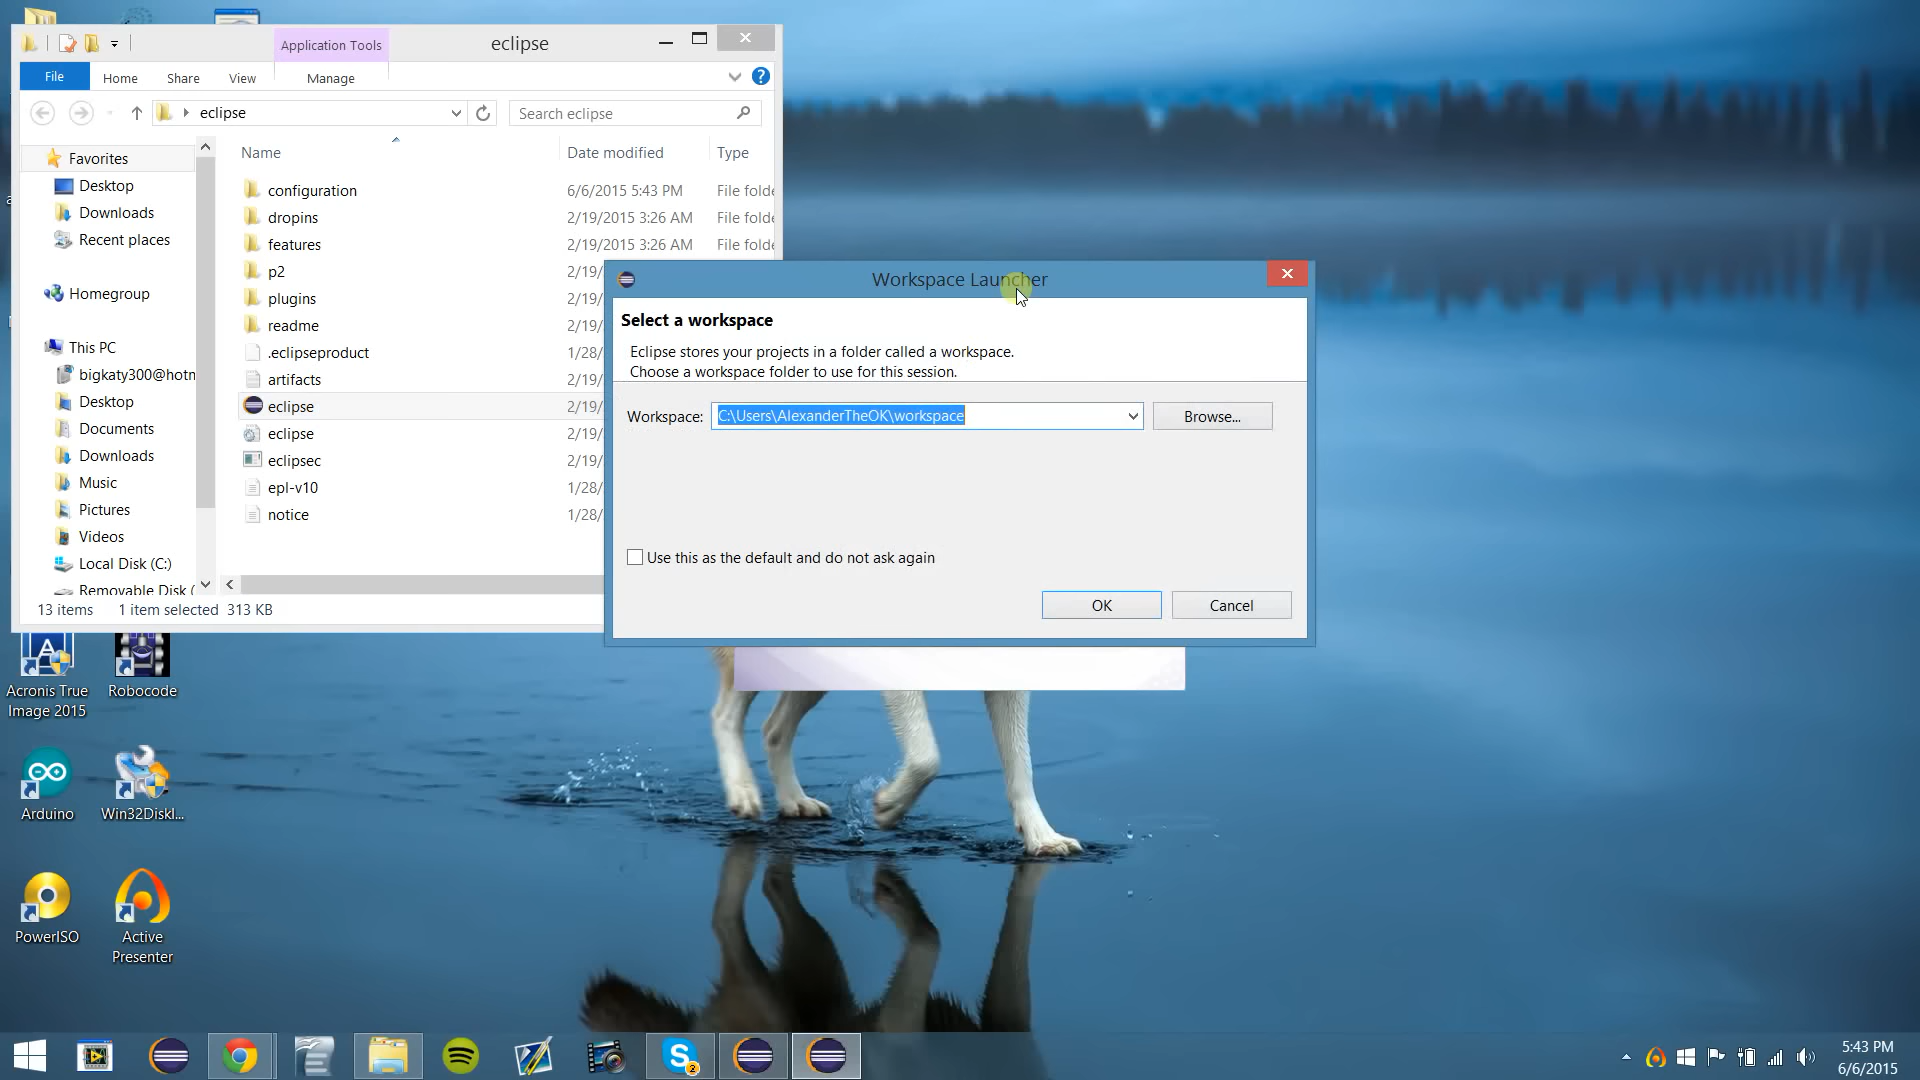 Application Tools
eclipse
File
Home
Share
View
Manage
eclipse
Search eclipse
Name
Date modified
Type
Favorites
Desktop
Downloads
Recent places
Homegroup
This PC
bigkaty300@hotn
Desktop
Documents
Downloads
Music
Pictures
Videos
Local Disk (C:)
Removable Disk (
configuration 6/6/2015 5:43 PM File folde
dropins 2/19/2015 3:26 AM File folde
features 2/19/2015 3:26 AM File folde
p2 2/19/
plugins 2/19/
readme 2/19/
.eclipseproduct 1/28/
artifacts 2/19/
eclipse 2/19/
eclipse 2/19/
eclipsec 2/19/
epl-v10 1/28/
notice 1/28/
13 items 1 item selected 313 KB
Workspace Launcher
Select a workspace
Eclipse stores your projects in a folder called a workspace.
Choose a workspace folder to use for this session.
Workspace: C:\Users\AlexanderTheOK\workspace Browse...
Use this as the default and do not ask again
OK
Cancel
Acronis True
Image 2015
Robocode
Arduino
Win32DiskI...
PowerISO
Active
Presenter
2
5:43 PM
6/6/2015